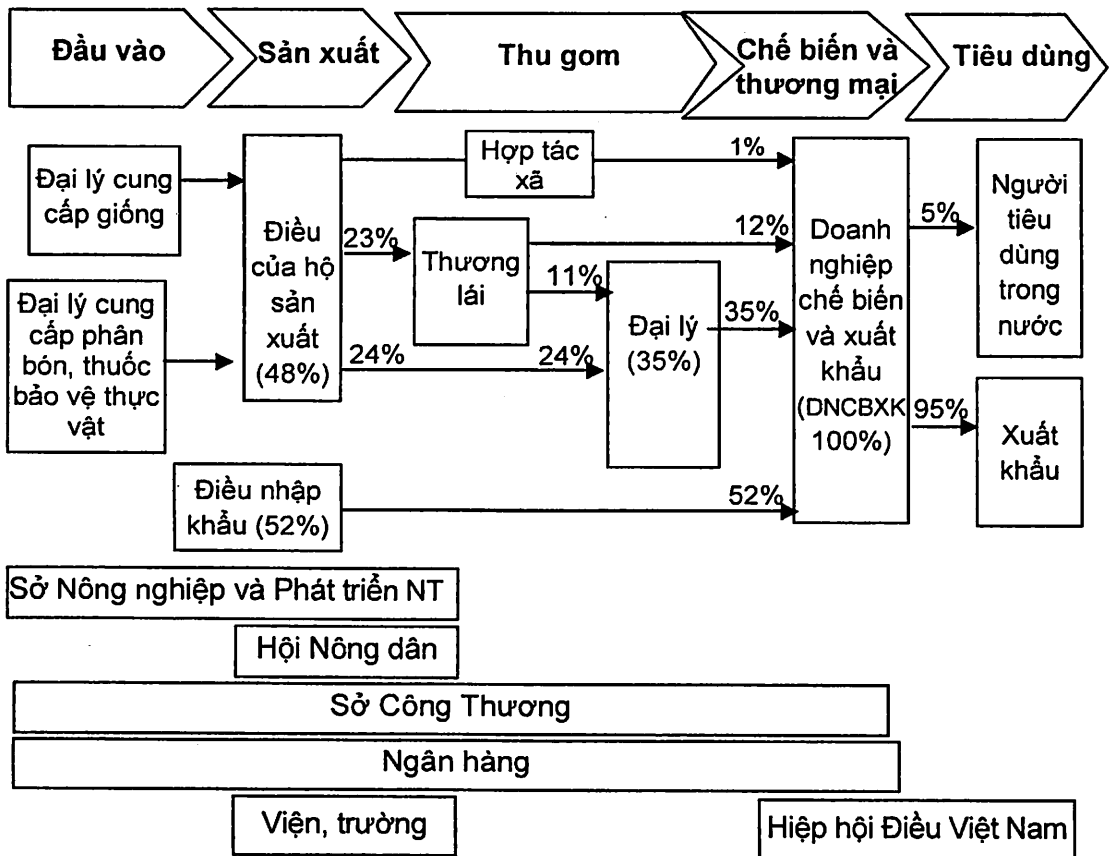 Đầu vào
Sản xuất
Thu gom
Chế biến và
thương mại
Tiêu dùng
Đại lý cung
cấp giống
Đại lý cung
cấp phân
bón, thuốc
bảo vệ thực
vật
Điều
của hộ
sản
xuất
(48%)
Hợp tác
xã
1%
23%
Thương
lái
12%
11%
24%
24%
Đại lý
(35%)
35%
Điều nhập
khẩu (52%)
52%
Doanh
nghiệp
chế biến
và xuất
khẩu
(DNCBXK
100%)
5%
Người
tiêu
dùng
trong
nước
95%
Xuất
khẩu
Sở Nông nghiệp và Phát triển NT
Hội Nông dân
Sở Công Thương
Ngân hàng
Viện, trường
Hiệp hội Điều Việt Nam